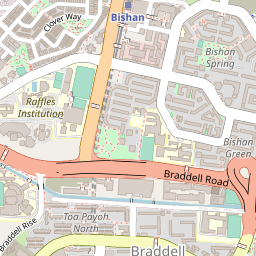 Clover Way
Bishan
Bishan
Spring
Raffles
Institution
Bishan
Green
Braddell Road
Toa Payoh
North
Braddell Rise
Braddell